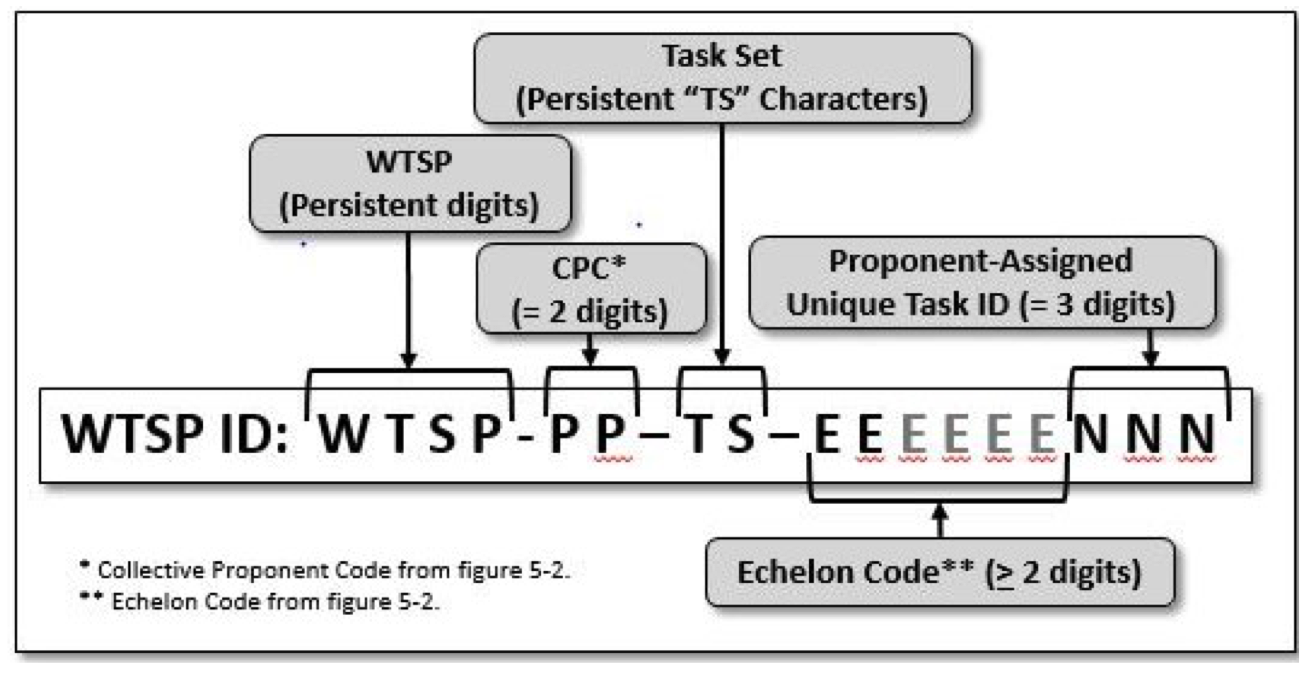 Task Set
(Persistent “TS” Characters)
WTSP
(Persistent digits)
CPC*
(= 2 digits)
Proponent-Assigned
Unique Task ID (= 3 digits)
WTSP ID: W T S P - P P – T S – E E E E E E N N N
Echelon Code** (≥ 2 digits)
* Collective Proponent Code from figure 5-2.
** Echelon Code from figure 5-2.